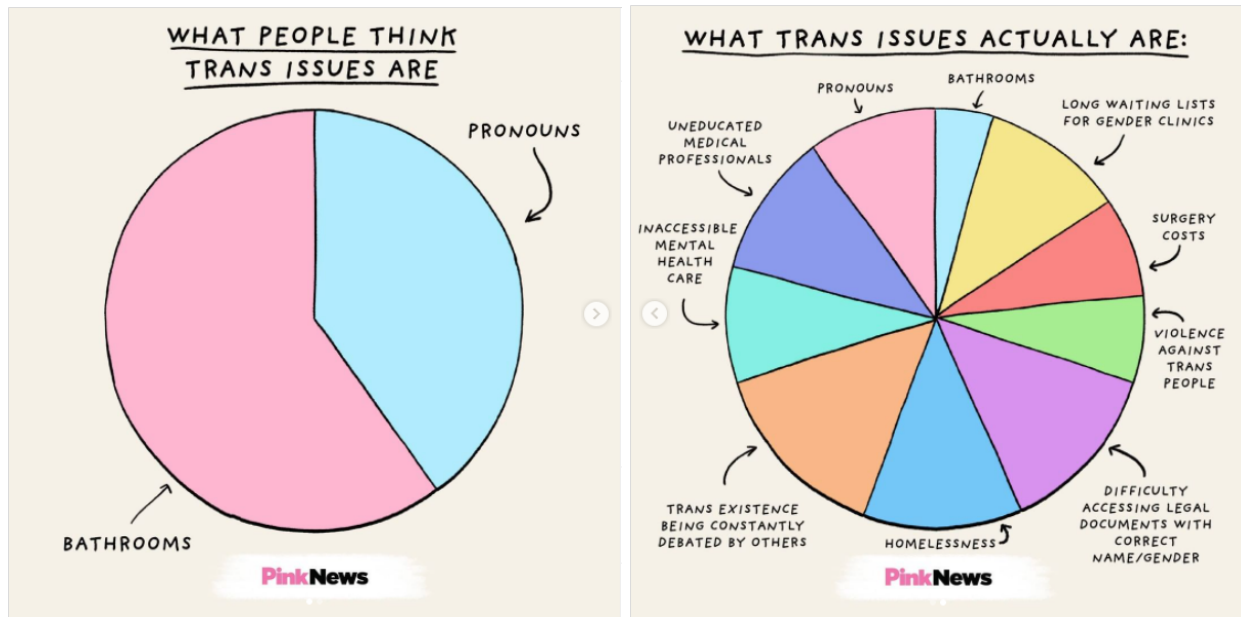 WHAT PEOPLE THINK
TRANS ISSUES ARE
PRONOUNS
BATHROOMS
PinkNews
WHAT TRANS ISSUES ACTUALLY ARE:
BATHROOMS
LONG WAITING LISTS
FOR GENDER CLINICS
SURGERY
COSTS
VIOLENCE
AGAINST
TRANS
PEOPLE
DIFFICULTY
ACCESSING LEGAL
DOCUMENTS WITH
CORRECT
NAME/GENDER
HOMELESSNESS
TRANS EXISTENCE
BEING CONSTANTLY
DEBATED BY OTHERS
INACCESSIBLE
MENTAL
HEALTH
CARE
UNEDUCATED
MEDICAL
PROFESSIONALS
PRONOUNS
PinkNews